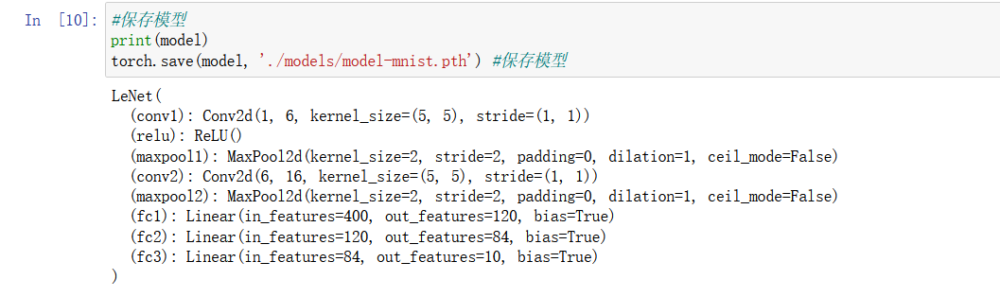 In [10]: #保存模型
print(model)
torch.save(model, './models/model-mnist.pth') #保存模型
LeNet(
  (conv1): Conv2d(1, 6, kernel_size=(5, 5), stride=(1, 1))
  (relu): ReLU()
  (maxpool1): MaxPool2d(kernel_size=2, stride=2, padding=0, dilation=1, ceil_mode=False)
  (conv2): Conv2d(6, 16, kernel_size=(5, 5), stride=(1, 1))
  (maxpool2): MaxPool2d(kernel_size=2, stride=2, padding=0, dilation=1, ceil_mode=False)
  (fc1): Linear(in_features=400, out_features=120, bias=True)
  (fc2): Linear(in_features=120, out_features=84, bias=True)
  (fc3): Linear(in_features=84, out_features=10, bias=True)
)